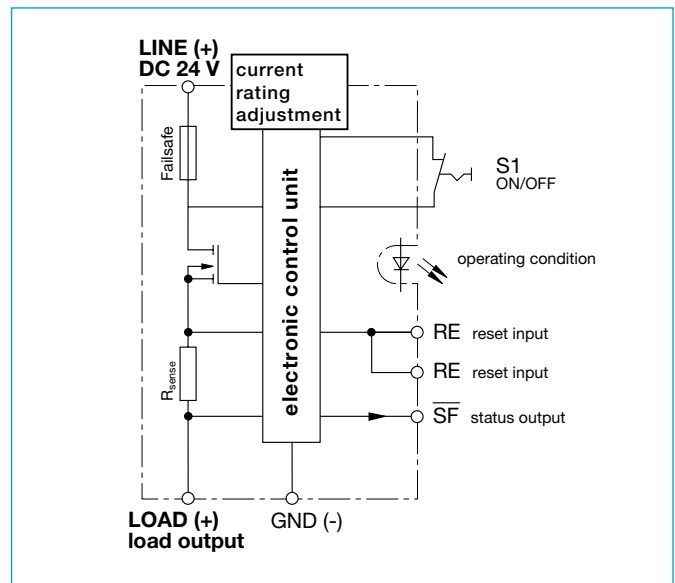 LINE (+)
DC 24 V
current
rating
adjustment
Failsafe
S1
ON/OFF
electronic control unit
operating condition
RE reset input
Rsense
RE reset input
SF status output
LOAD (+)
load output
GND (-)